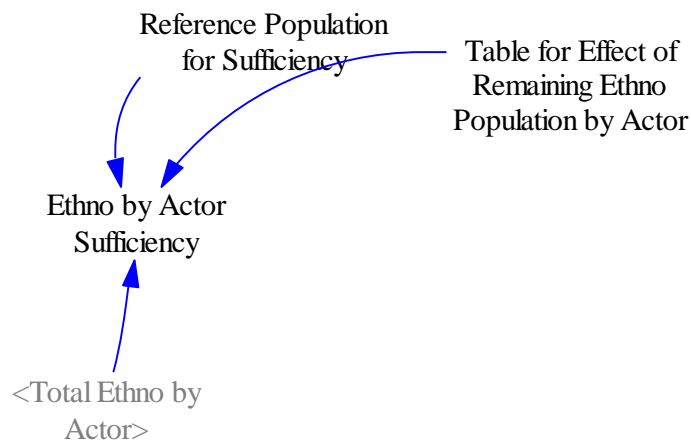 Reference Population
for Sufficiency
Table for Effect of
Remaining Ethno
Population by Actor
Ethno by Actor
Sufficiency
<Total Ethno by
Actor>